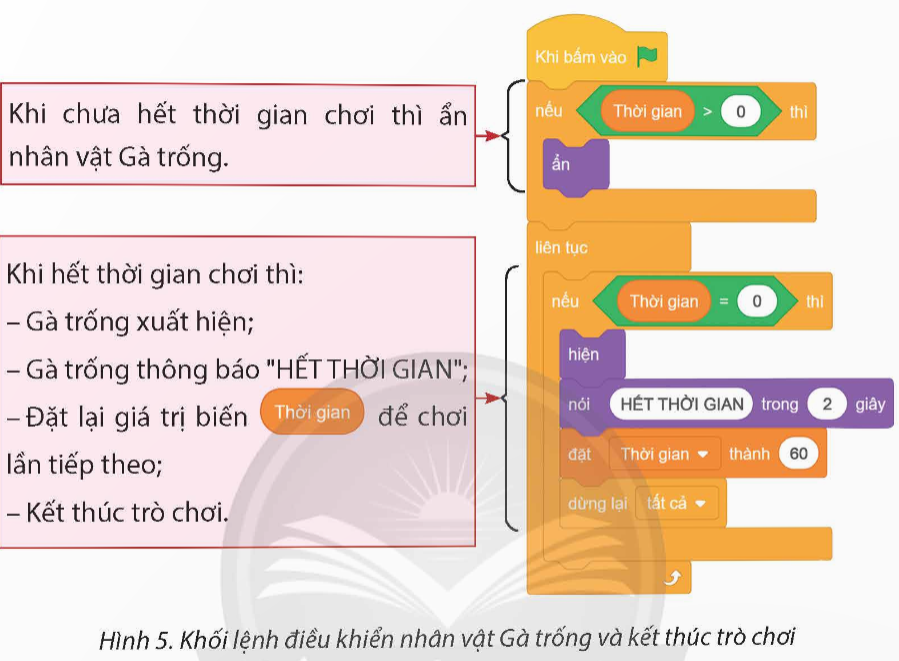 Khi bấm vào
Khi chưa hết thời gian chơi thì ẩn
nhân vật Gà trống.
nếu Thời gian > 0 thì
ẩn
liên tục
Khi hết thời gian chơi thì:
– Gà trống xuất hiện;
– Gà trống thông báo "HẾT THỜI GIAN";
– Đặt lại giá trị biến Thời gian để chơi
lần tiếp theo;
– Kết thúc trò chơi.
nếu Thời gian = 0 thì
hiện
nói HẾT THỜI GIAN trong 2 giây
đặt Thời gian thành 60
dừng lại tất cả
Hình 5. Khối lệnh điều khiển nhân vật Gà trống và kết thúc trò chơi